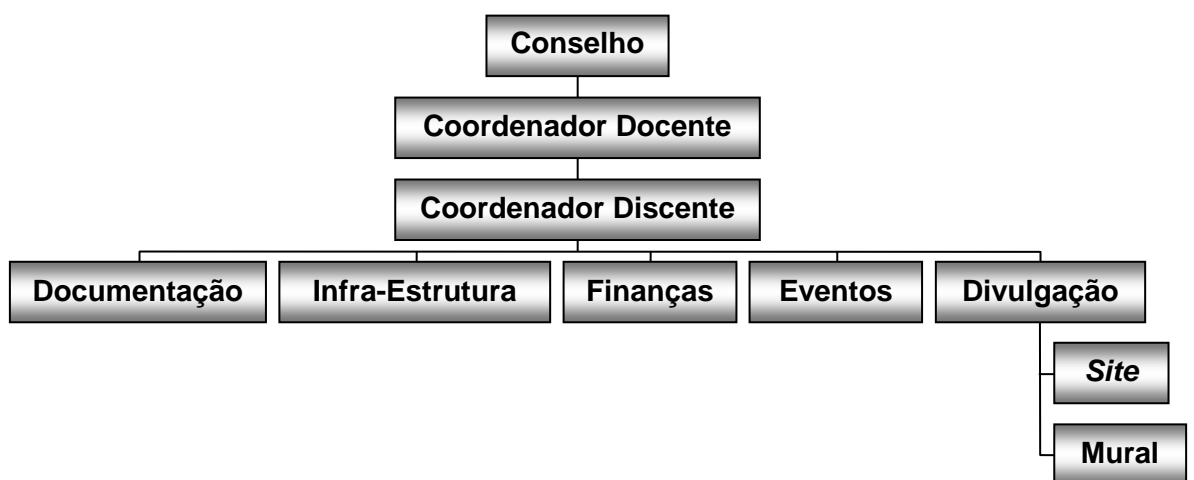 Conselho
Coordenador Docente
Coordenador Discente
Documentação
Infra-Estrutura
Finanças
Eventos
Divulgação
Site
Mural